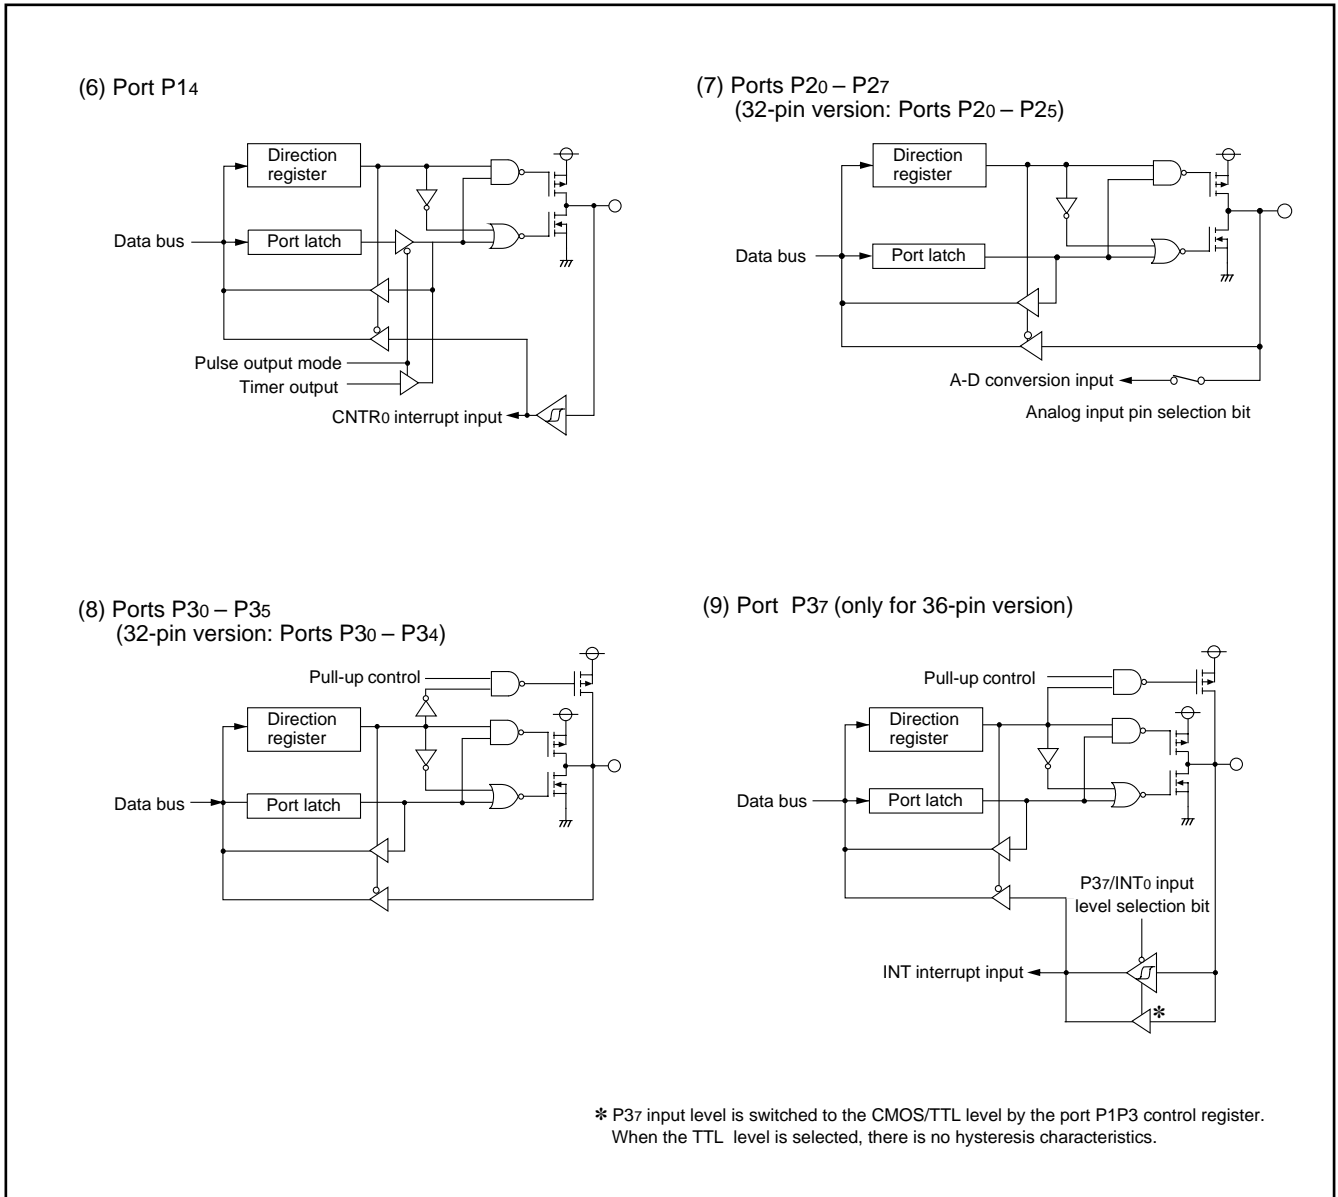 (6) Port P14
Direction
register
Data bus
Port latch
Pulse output mode
Timer output
CNTR0 interrupt input
(7) Ports P20 – P27
(32-pin version: Ports P20 – P25)
Direction
register
Data bus
Port latch
A-D conversion input
Analog input pin selection bit
(8) Ports P30 – P35
(32-pin version: Ports P30 – P34)
Pull-up control
Direction
register
Data bus
Port latch
(9) Port P37 (only for 36-pin version)
Pull-up control
Direction
register
Data bus
Port latch
P37/INT0 input
level selection bit
INT interrupt input
*
* P37 input level is switched to the CMOS/TTL level by the port P1P3 control register.
When the TTL level is selected, there is no hysteresis characteristics.